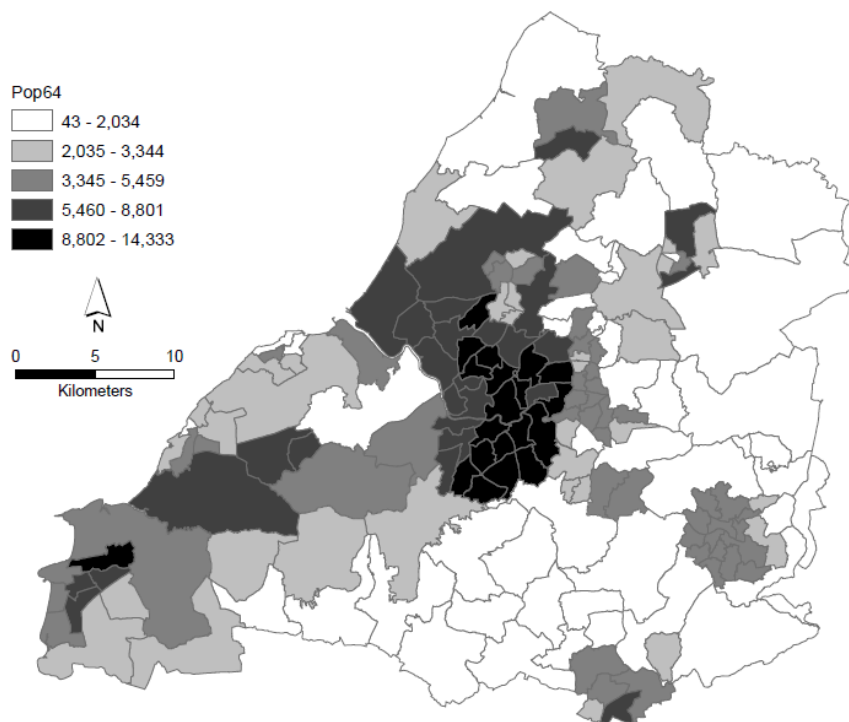 Pop64
43 - 2,034
2,035 - 3,344
3,345 - 5,459
5,460 - 8,801
8,802 - 14,333
N
0 5 10
Kilometers